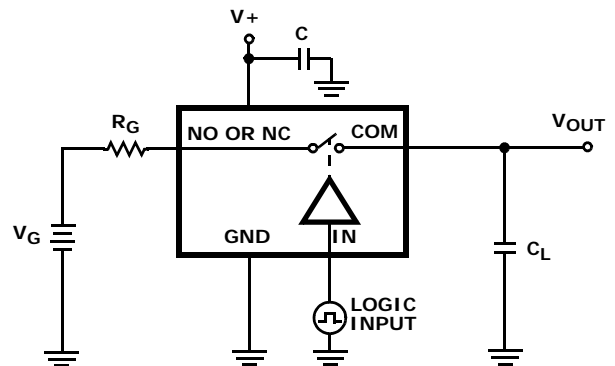 V+
C
RG
NO OR NC
COM
VOUT
VG
GND
IN
CL
LOGIC
INPUT